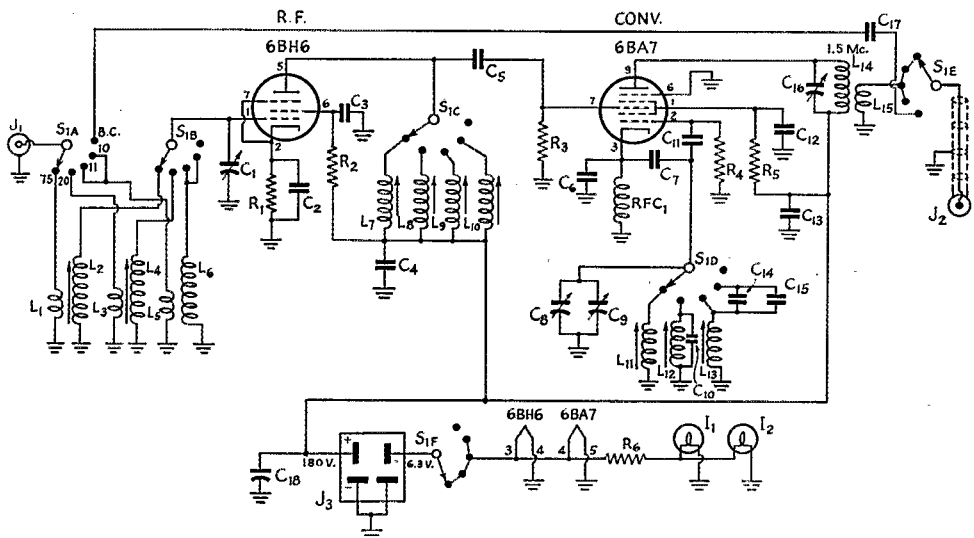 R.F.
CONV.
6BH6
6BA7
C17
5
9
1.5 Mc.
L14
S1E
C5
C16
L15
7
1
6
C3
6
1
2
7
J1
S1A
B.C.
10
11
75
20
S1B
S1C
2
3
C1
R2
R3
C11
C12
R4
R5
C6
C7
R1
C2
RFC1
C13
J2
L7
L8
L9
L10
C4
S1D
C14
C15
L2
L4
L6
L1
L3
L5
C8
C9
L11
L12
L13
C10
6BH6
6BA7
I1
I2
+
-
180V.
6.3V.
S1F
3
4
4
5
R6
C18
-
J3